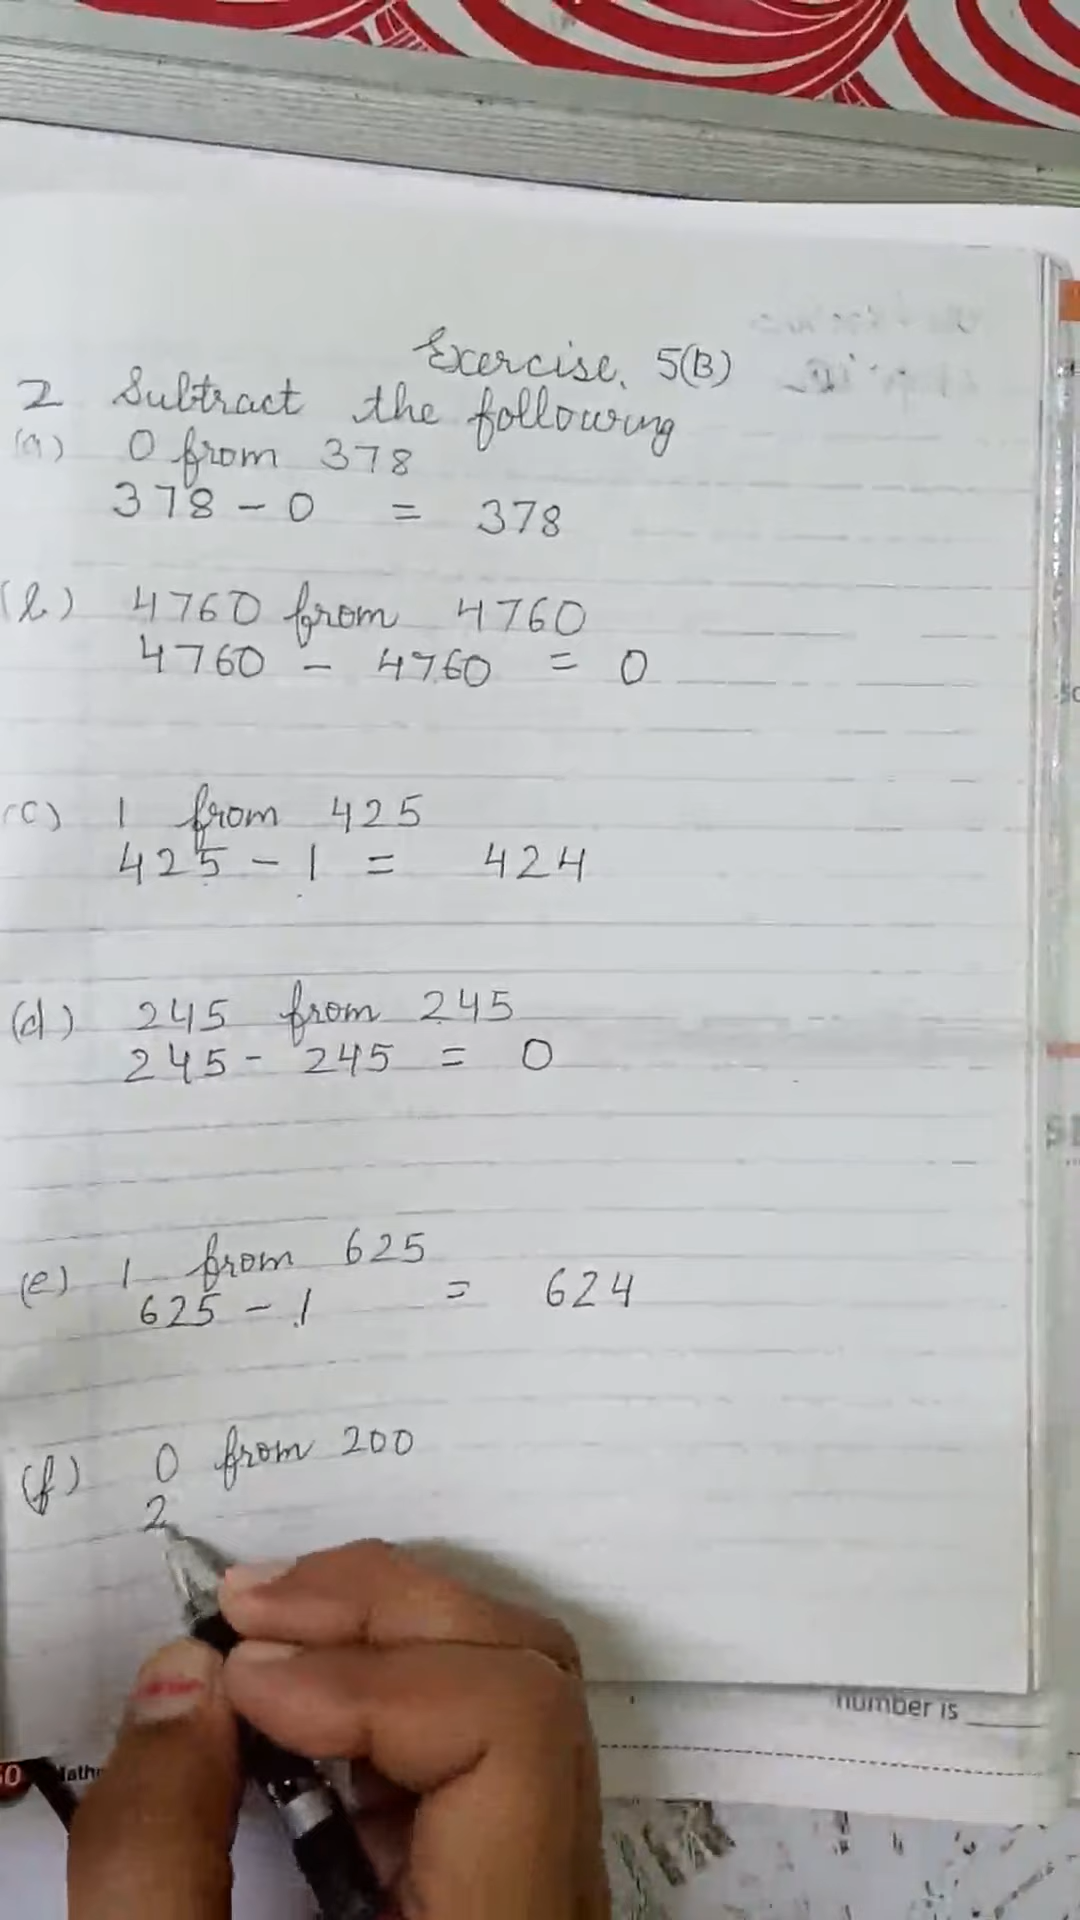 Exercise. 5(B)
2 Subtract the following
(a) 0 from 378
378 - 0 = 378
(b) 4760 from 4760
4760 - 4760 = 0
(c) 1 from 425
425 - 1 = 424
(d) 245 from 245
245 - 245 = 0
(e) 1 from 625
625 - 1 = 624
(f) 0 from 200
2
number is